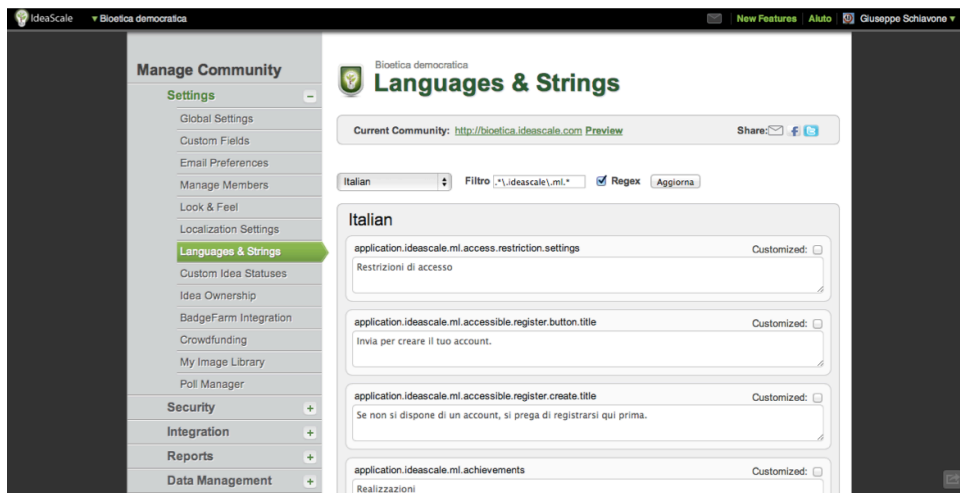 IdeaScale ▾ Bioetica democratica New Features Aiuto Giuseppe Schiavone ▾
Manage Community
Settings –
Global Settings
Custom Fields
Email Preferences
Manage Members
Look & Feel
Localization Settings
Languages & Strings
Custom Idea Statuses
Idea Ownership
BadgeFarm Integration
Crowdfunding
My Image Library
Poll Manager
Security +
Integration +
Reports +
Data Management +
Bioetica democratica
Languages & Strings
Current Community: http://bioetica.ideascale.com Preview Share:
Italian Filtro .*\.ideascale\.ml.* Regex Aggiorna
Italian
application.ideascale.ml.access.restriction.settings Customized:
Restrizioni di accesso
application.ideascale.ml.accessible.register.button.title Customized:
Invia per creare il tuo account.
application.ideascale.ml.accessible.register.create.title Customized:
Se non si dispone di un account, si prega di registrarsi qui prima.
application.ideascale.ml.achievements Customized:
Realizzazioni